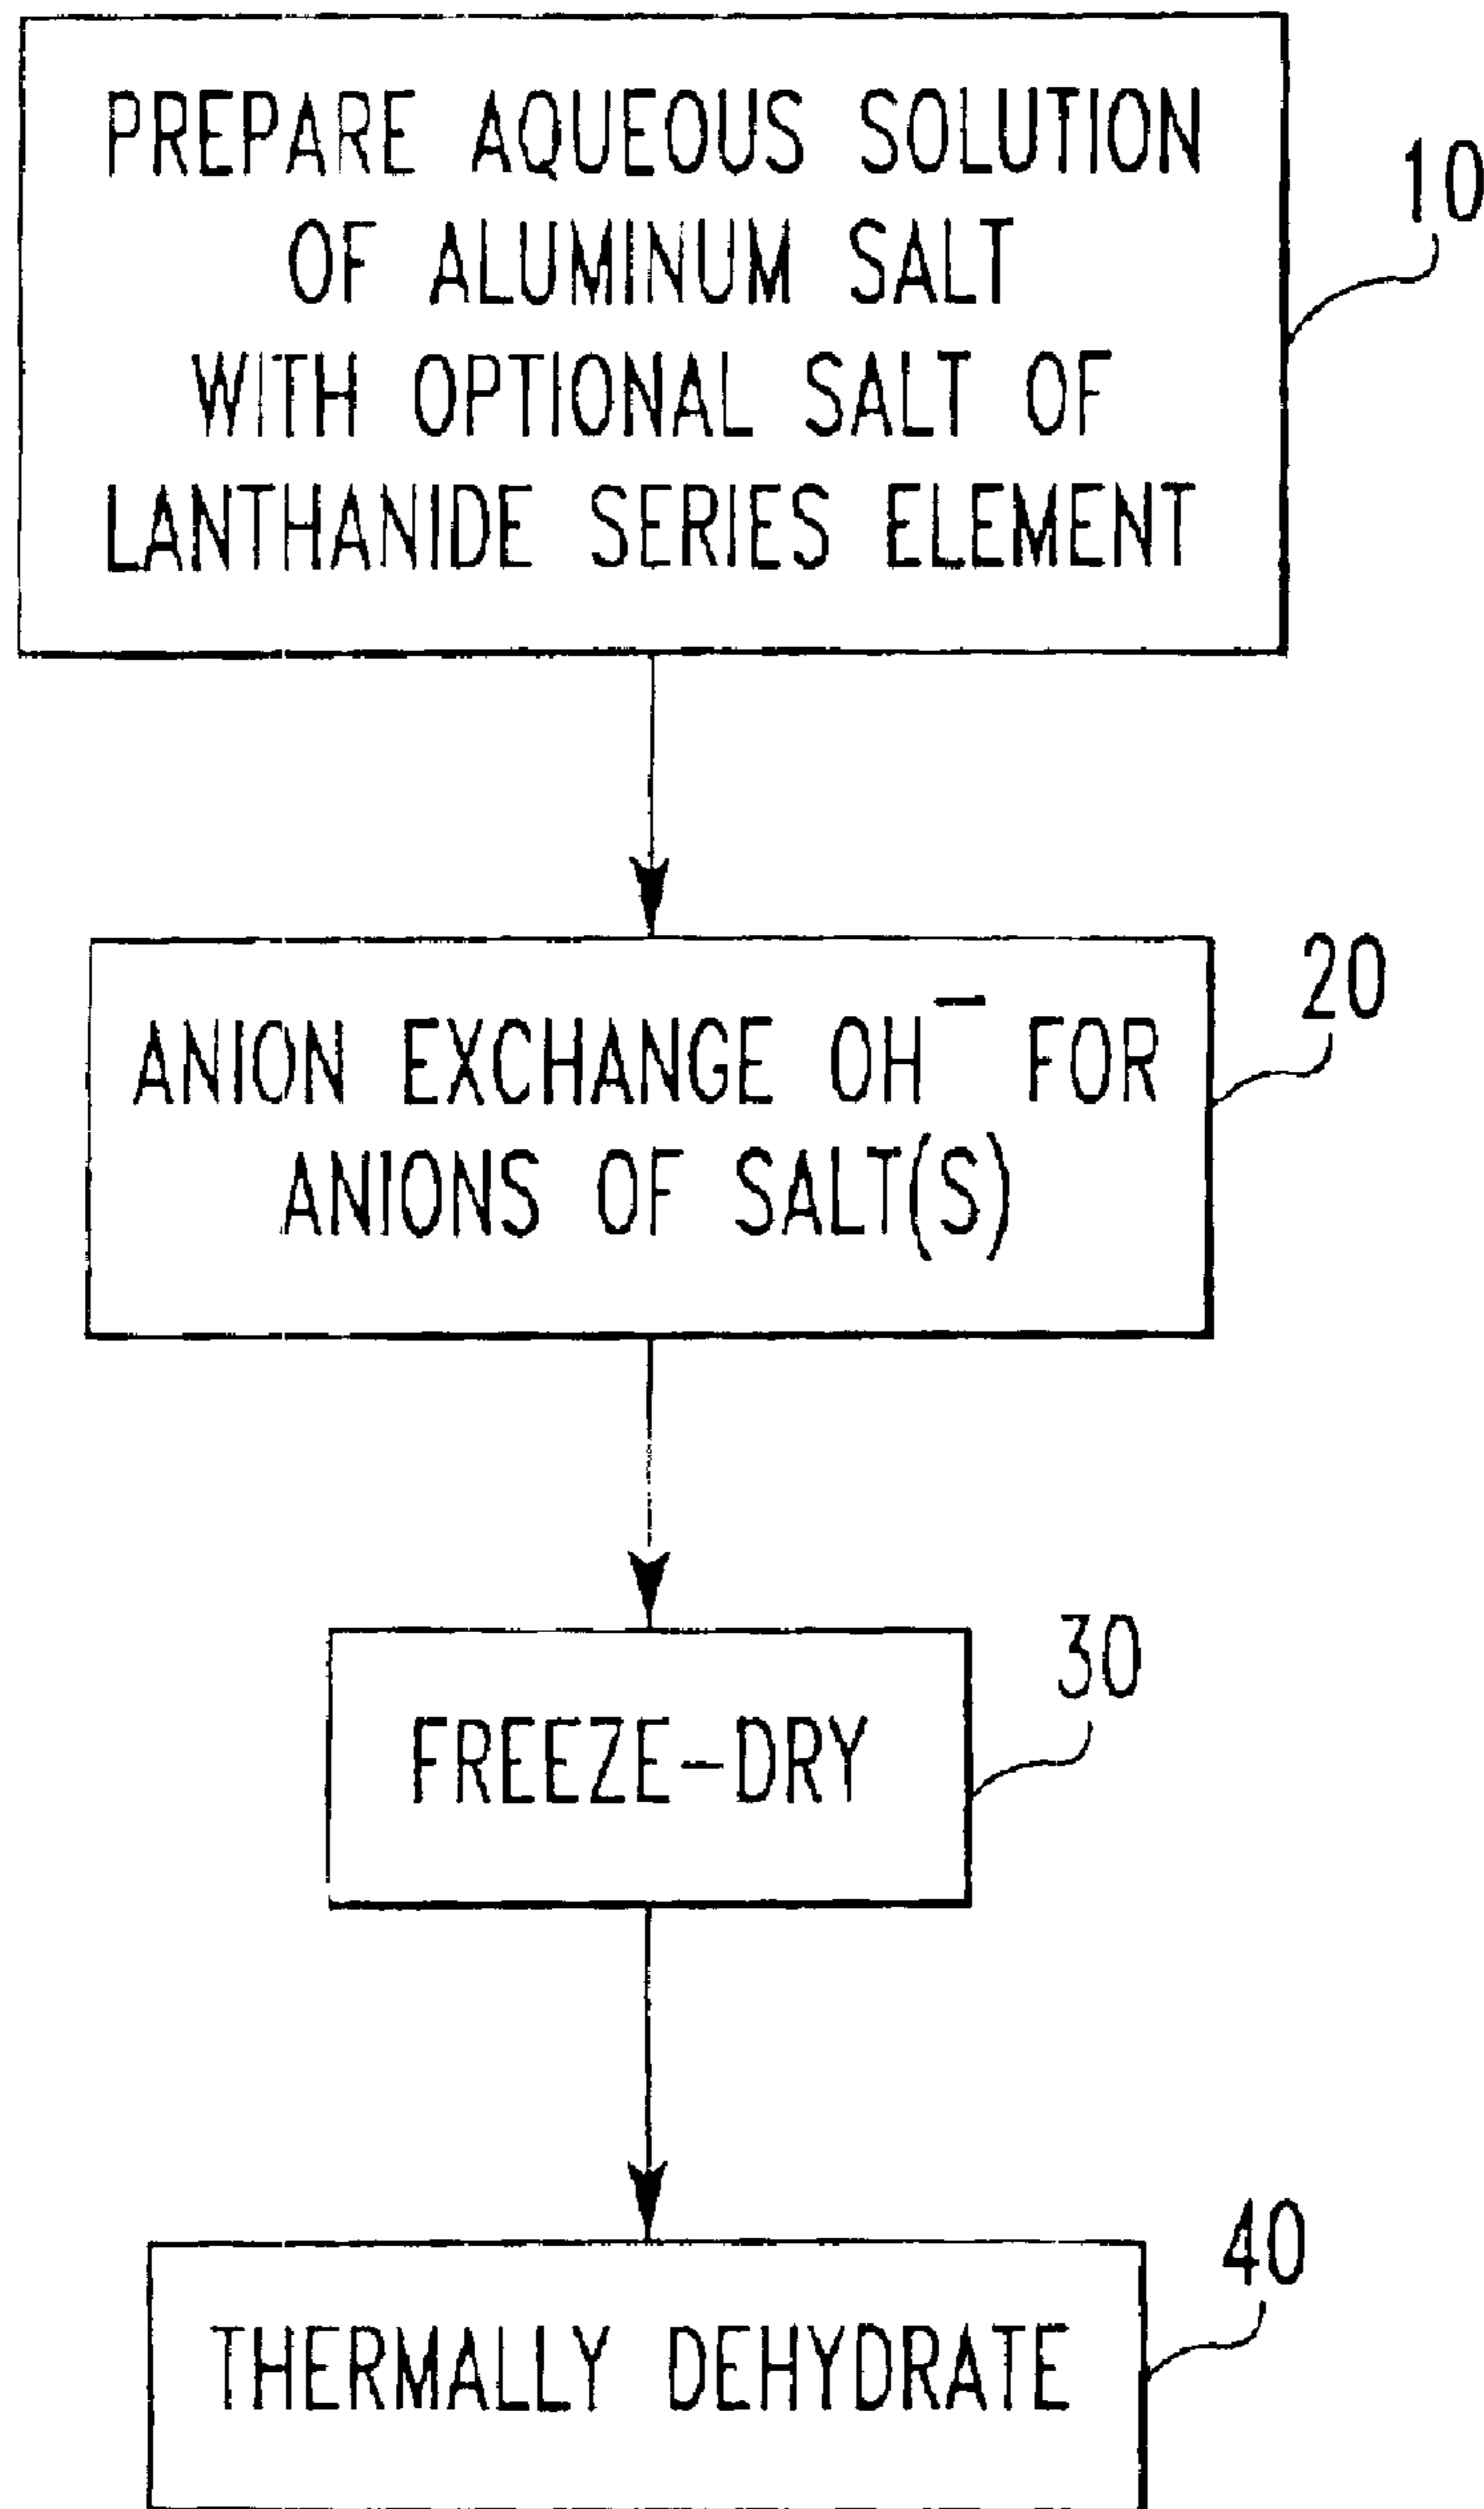 PREPARE AQUEOUS SOLUTION
OF ALUMINUM SALT
WITH OPTIONAL SALT OF
LANTHANIDE SERIES ELEMENT
10
ANION EXCHANGE OH⁻ FOR
ANIONS OF SALT(S)
20
FREEZE-DRY
30
THERMALLY DEHYDRATE
40